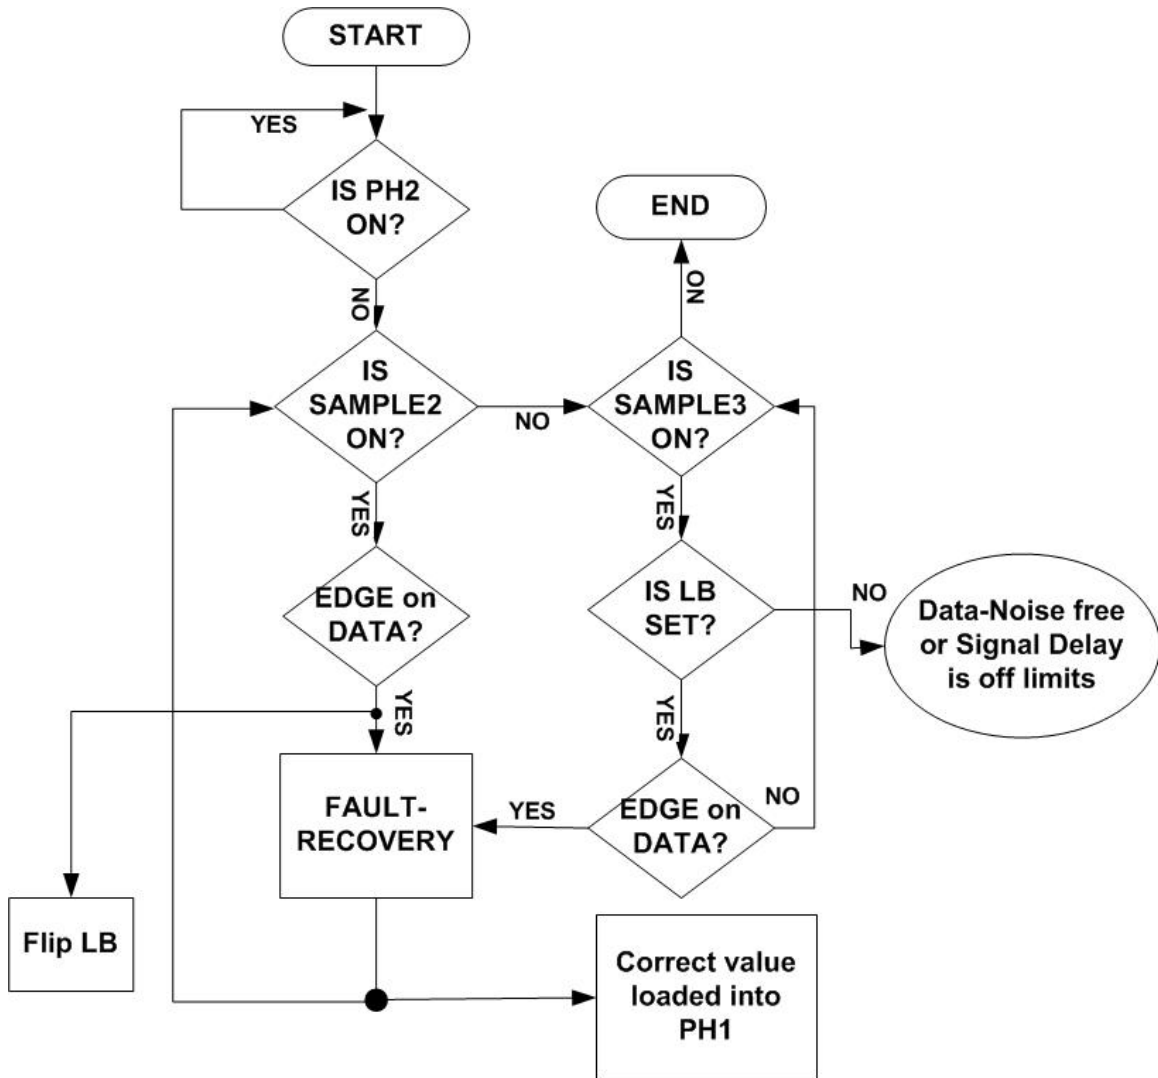 START
YES
IS PH2
ON?
NO
END
ON
IS
SAMPLE2
ON?
NO
IS
SAMPLE3
ON?
YES
YES
EDGE on
DATA?
IS LB
SET?
NO
Data-Noise free
or Signal Delay
is off limits
YES
YES
FAULT-
RECOVERY
YES
EDGE on
DATA?
NO
Flip LB
Correct value
loaded into
PH1